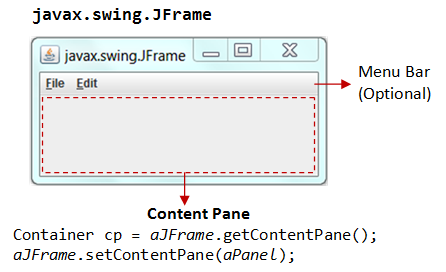 javax.swing.JFrame
javax.swing.JFrame
File Edit
Menu Bar
(Optional)
Content Pane
Container cp = aJFrame.getContentPane();
aJFrame.setContentPane(aPanel);